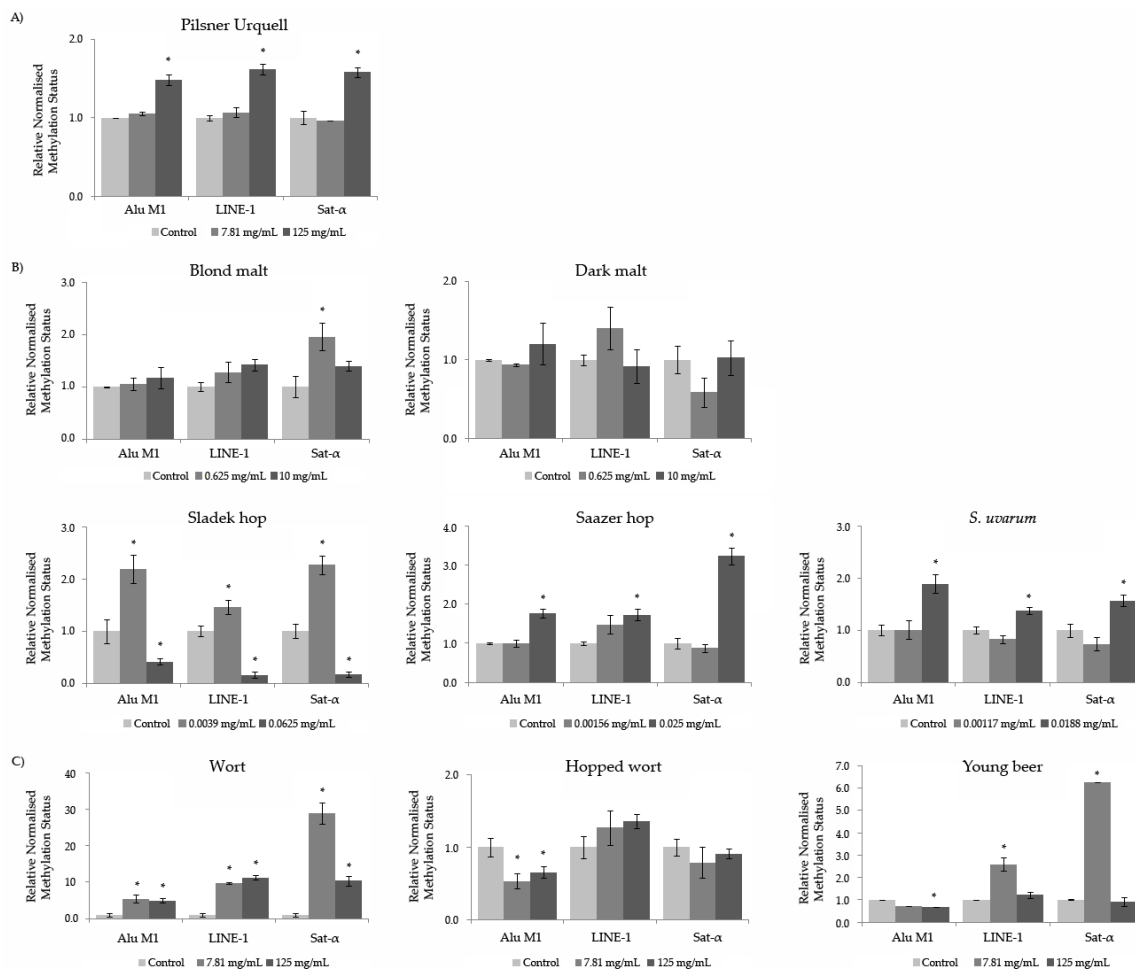 A)
Pilsner Urquell
Relative Normalised
Methylation Status
2.0
1.0
0.0
* * *
Alu M1 LINE-1 Sat-α
Control 7.81 mg/mL 125 mg/mL
B)
Blond malt
Relative Normalised
Methylation Status
3.0
2.0
1.0
0.0
*
Alu M1 LINE-1 Sat-α
Control 0.625 mg/mL 10 mg/mL
Dark malt
Relative Normalised
Methylation Status
2.0
1.0
0.0
Alu M1 LINE-1 Sat-α
Control 0.625 mg/mL 10 mg/mL
Sladek hop
Relative Normalised
Methylation Status
3.0
2.0
1.0
0.0
* * * * * *
Alu M1 LINE-1 Sat-α
Control 0.0039 mg/mL 0.0625 mg/mL
Saazer hop
Relative Normalised
Methylation Status
4.0
3.0
2.0
1.0
0.0
* * *
Alu M1 LINE-1 Sat-α
Control 0.00156 mg/mL 0.025 mg/mL
S. uvarum
Relative Normalised
Methylation Status
3.0
2.0
1.0
0.0
* * *
Alu M1 LINE-1 Sat-α
Control 0.00117 mg/mL 0.0188 mg/mL
C)
Wort
Relative Normalised
Methylation Status
40
30
20
10
0.0
* * * * * *
Alu M1 LINE-1 Sat-α
Control 7.81 mg/mL 125 mg/mL
Hopped wort
Relative Normalised
Methylation Status
2.0
1.0
0.0
* *
Alu M1 LINE-1 Sat-α
Control 7.81 mg/mL 125 mg/mL
Young beer
Relative Normalised
Methylation Status
7.0
6.0
5.0
4.0
3.0
2.0
1.0
0.0
* * *
Alu M1 LINE-1 Sat-α
Control 7.81 mg/mL 125 mg/mL